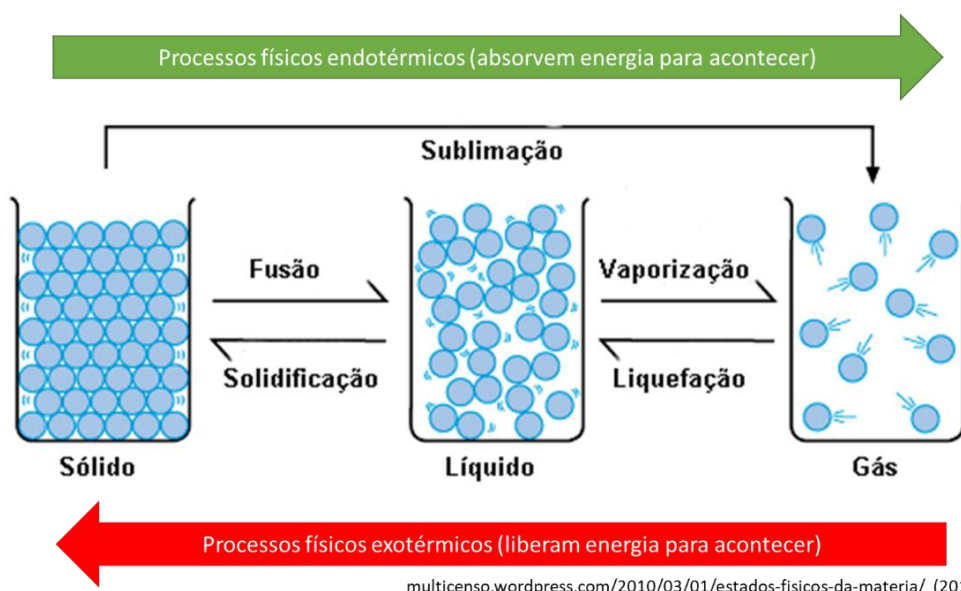 Processos físicos endotérmicos (absorvem energia para acontecer)
Sublimação
Fusão
Vaporização
Solidificação
Liquefação
Sólido
Líquido
Gás
Processos físicos exotérmicos (liberam energia para acontecer)
multicenso.wordpress.com/2010/03/01/estados-fisicos-da-materia/ (201